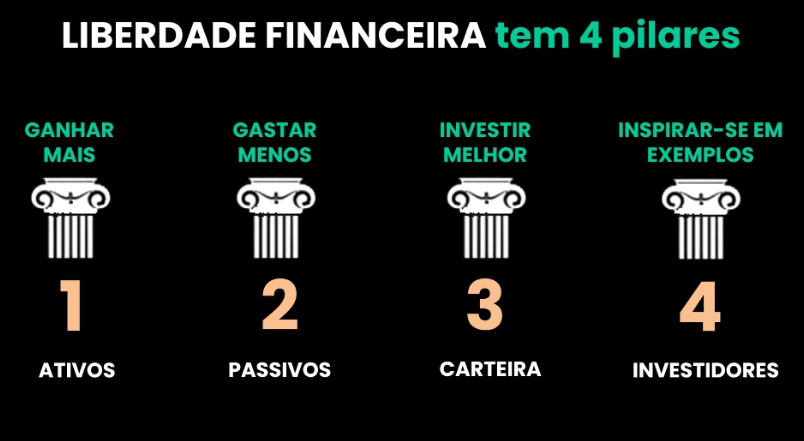 LIBERDADE FINANCEIRA tem 4 pilares
GANHAR
MAIS
GASTAR
MENOS
INVESTIR
MELHOR
INSPIRAR-SE EM
EXEMPLOS
1
2
3
4
ATIVOS
PASSIVOS
CARTEIRA
INVESTIDORES